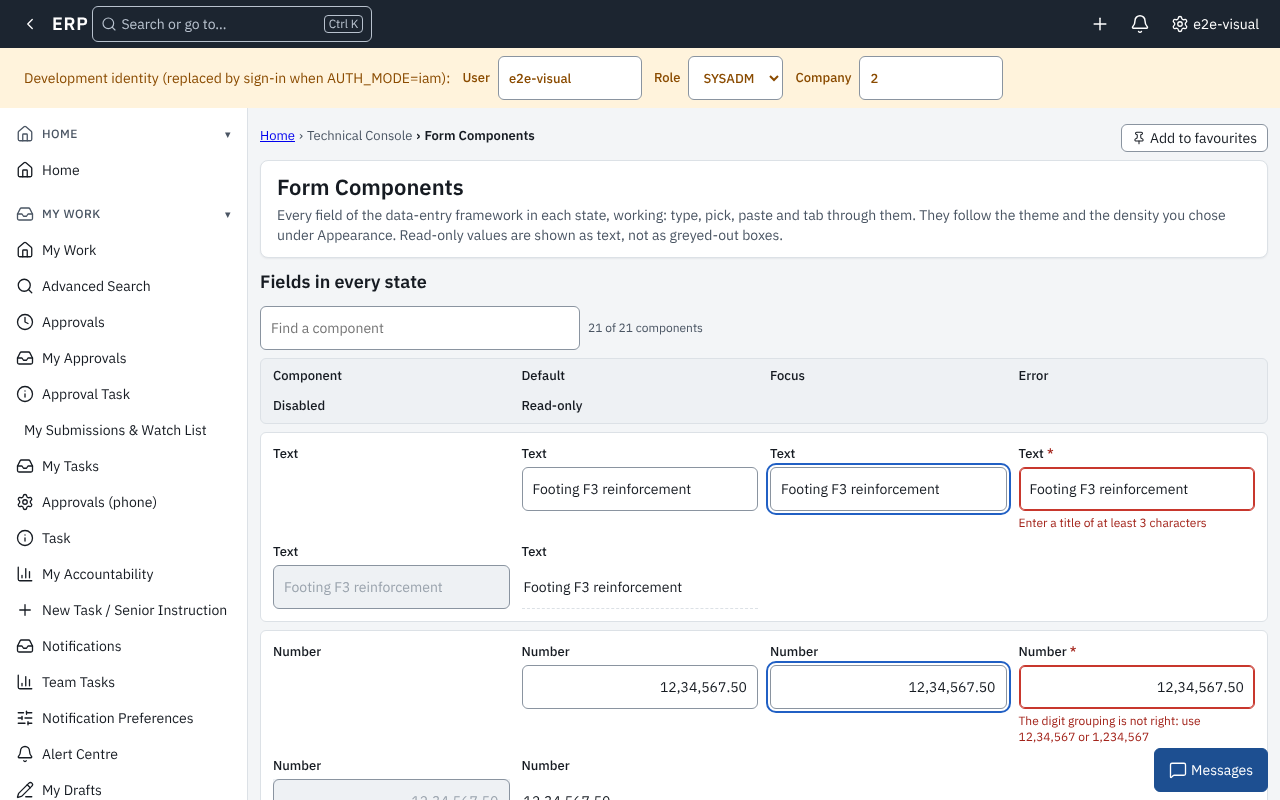 ERP
Search or go to...
Ctrl K
e2e-visual
Development identity (replaced by sign-in when AUTH_MODE=iam):
User
e2e-visual
Role
SYSADM
Company
2
HOME
Home
MY WORK
My Work
Advanced Search
Approvals
My Approvals
Approval Task
My Submissions & Watch List
My Tasks
Approvals (phone)
Task
My Accountability
New Task / Senior Instruction
Notifications
Team Tasks
Notification Preferences
Alert Centre
My Drafts
Home › Technical Console › Form Components
Add to favourites
Form Components
Every field of the data-entry framework in each state, working: type, pick, paste and tab through them. They follow the theme and the density you chose
under Appearance. Read-only values are shown as text, not as greyed-out boxes.
Fields in every state
Find a component
21 of 21 components
Component Default Focus Error
Disabled Read-only
Text Text Text Text *
Footing F3 reinforcement Footing F3 reinforcement Footing F3 reinforcement
Enter a title of at least 3 characters
Text Text
Footing F3 reinforcement Footing F3 reinforcement
Number Number Number Number *
12,34,567.50 12,34,567.50 12,34,567.50
The digit grouping is not right: use
12,34,567 or 1,234,567
Number Number
12,34,567.50 12,34,567.50
Messages